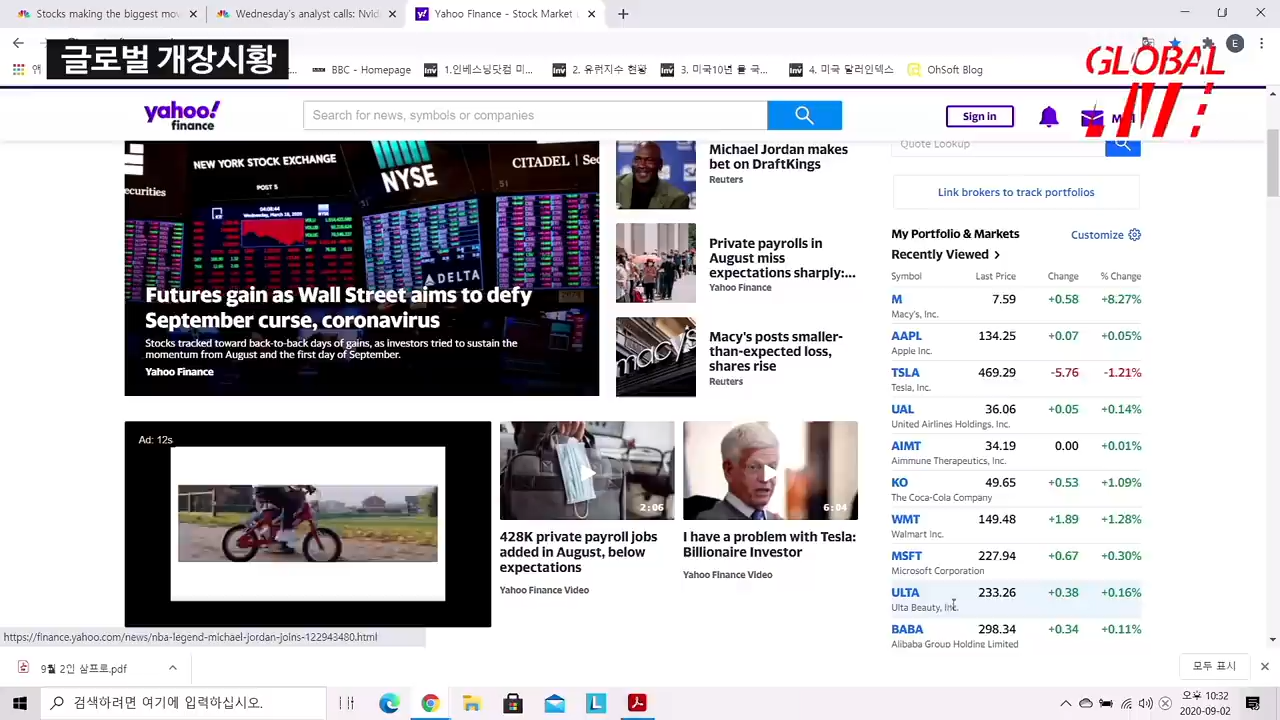 Stocks making the biggest mov
Wednesday's analyst calls: Nvid
Yahoo Finance - Stock Market
글로벌 개장시황
GLOBAL
LIVE
E
BBC - Homepage
1.인베스닝닷컴 미...
2. 유럽지수 현황
3. 미국10년 률 국...
4. 미국 달러인덱스
OhSoft Blog
yahoo!
finance
Search for news, symbols or companies
Sign in
Quote Lookup
NEW YORK STOCK EXCHANGE
POST 5
NYSE
CITADEL | Sec
ecurities
Wednesday, March 18, 2020
DELTA
Futures gain as Wall Street aims to defy
September curse, coronavirus
Stocks tracked toward back-to-back days of gains, as investors tried to sustain the
momentum from August and the first day of September.
Yahoo Finance
Michael Jordan makes
bet on DraftKings
Reuters
Private payrolls in
August miss
expectations sharply:...
Yahoo Finance
macy's
Macy's posts smaller-
than-expected loss,
shares rise
Reuters
Ad: 12s
2:06
428K private payroll jobs
added in August, below
expectations
Yahoo Finance Video
6:04
I have a problem with Tesla:
Billionaire Investor
Yahoo Finance Video
Link brokers to track portfolios
My Portfolio & Markets Customize
Recently Viewed >
Symbol Last Price Change % Change
M 7.59 +0.58 +8.27%
Macy's, Inc.
AAPL 134.25 +0.07 +0.05%
Apple Inc.
TSLA 469.29 -5.76 -1.21%
Tesla, Inc.
UAL 36.06 +0.05 +0.14%
United Airlines Holdings, Inc.
AIMT 34.19 0.00 +0.01%
Aimmune Therapeutics, Inc.
KO 49.65 +0.53 +1.09%
The Coca-Cola Company
WMT 149.48 +1.89 +1.28%
Walmart Inc.
MSFT 227.94 +0.67 +0.30%
Microsoft Corporation
ULTA 233.26 +0.38 +0.16%
Ulta Beauty, Inc.
BABA 298.34 +0.34 +0.11%
Alibaba Group Holding Limited
https://finance.yahoo.com/news/nba-legend-michael-jordan-joins-122943480.html
9월 2인 삼프로.pdf
모두 표시
검색하려면 여기에 입력하십시오.
오후 10:32
2020-09-02